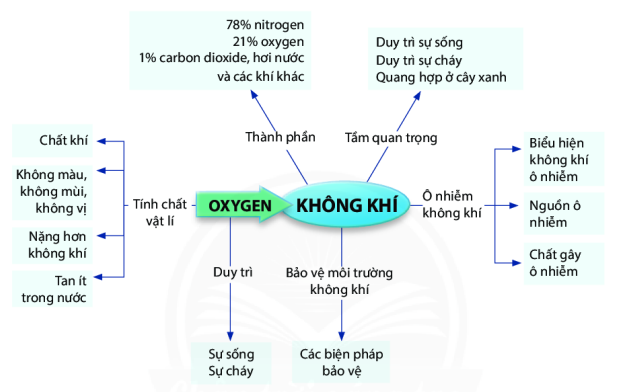 78% nitrogen
21% oxygen
1% carbon dioxide, hơi nước
và các khí khác
Duy trì sự sống
Duy trì sự cháy
Quang hợp ở cây xanh
Thành phần
Tầm quan trọng
Chất khí
Không màu,
không mùi,
không vị
Nặng hơn
không khí
Tan ít
trong nước
Tính chất
vật lí
OXYGEN
KHÔNG KHÍ
Ô nhiễm
không khí
Biểu hiện
không khí
ô nhiễm
Nguồn ô
nhiễm
Chất gây
ô nhiễm
Duy trì
Bảo vệ môi trường
không khí
Sự sống
Sự cháy
Các biện pháp
bảo vệ